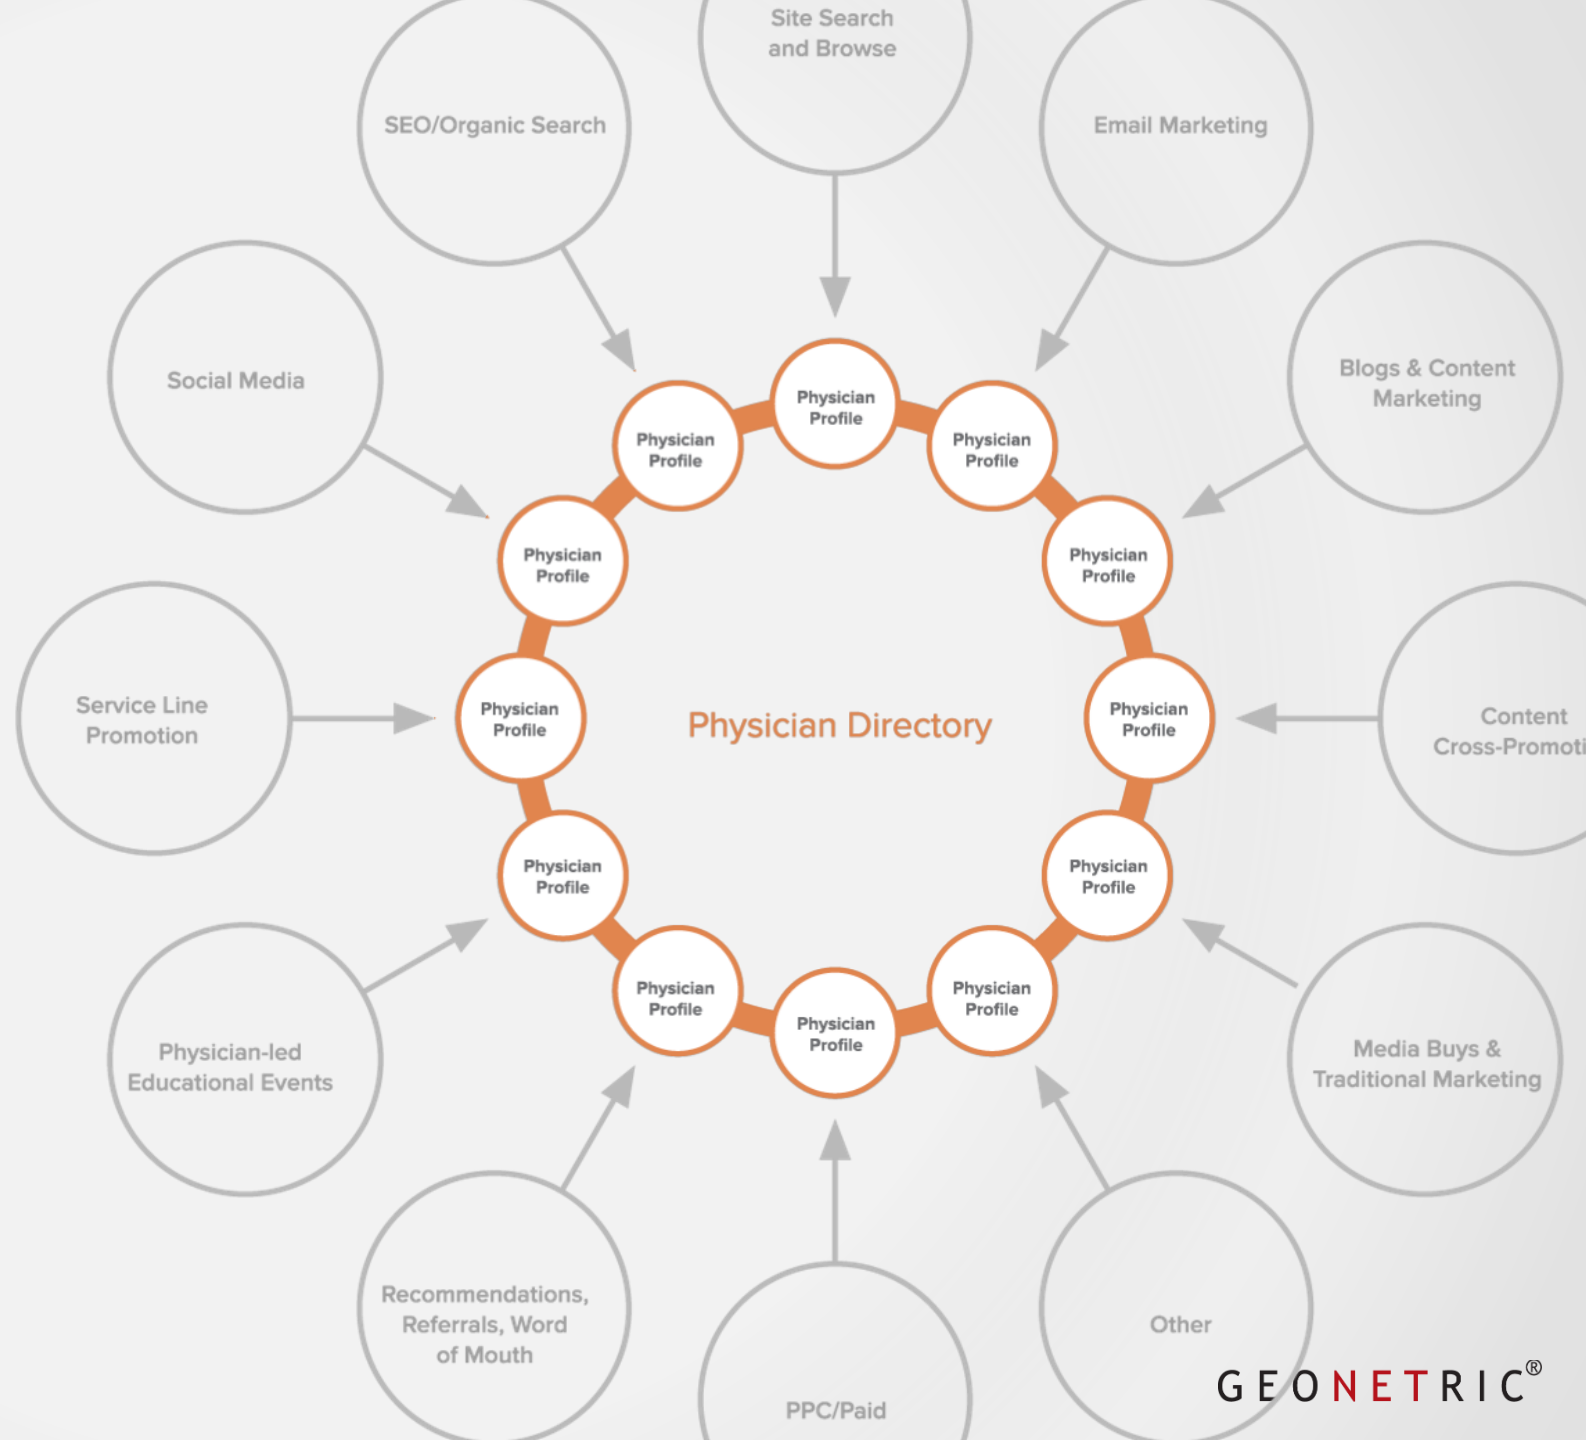 Site Search
and Browse
SEO/Organic Search
Email Marketing
Social Media
Blogs & Content
Marketing
Physician
Profile
Physician
Profile
Physician
Profile
Physician
Profile
Physician
Profile
Service Line
Promotion
Physician
Profile
Physician Directory
Physician
Profile
Content
Cross-Promoti
Physician
Profile
Physician
Profile
Physician
Profile
Physician
Profile
Physician
Profile
Physician-led
Educational Events
Media Buys &
Traditional Marketing
Recommendations,
Referrals, Word
of Mouth
Other
PPC/Paid
GEONETRIC®